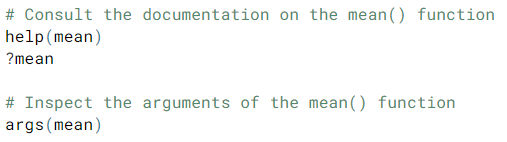 # Consult the documentation on the mean() function
help(mean)
?mean
# Inspect the arguments of the mean() function
args(mean)